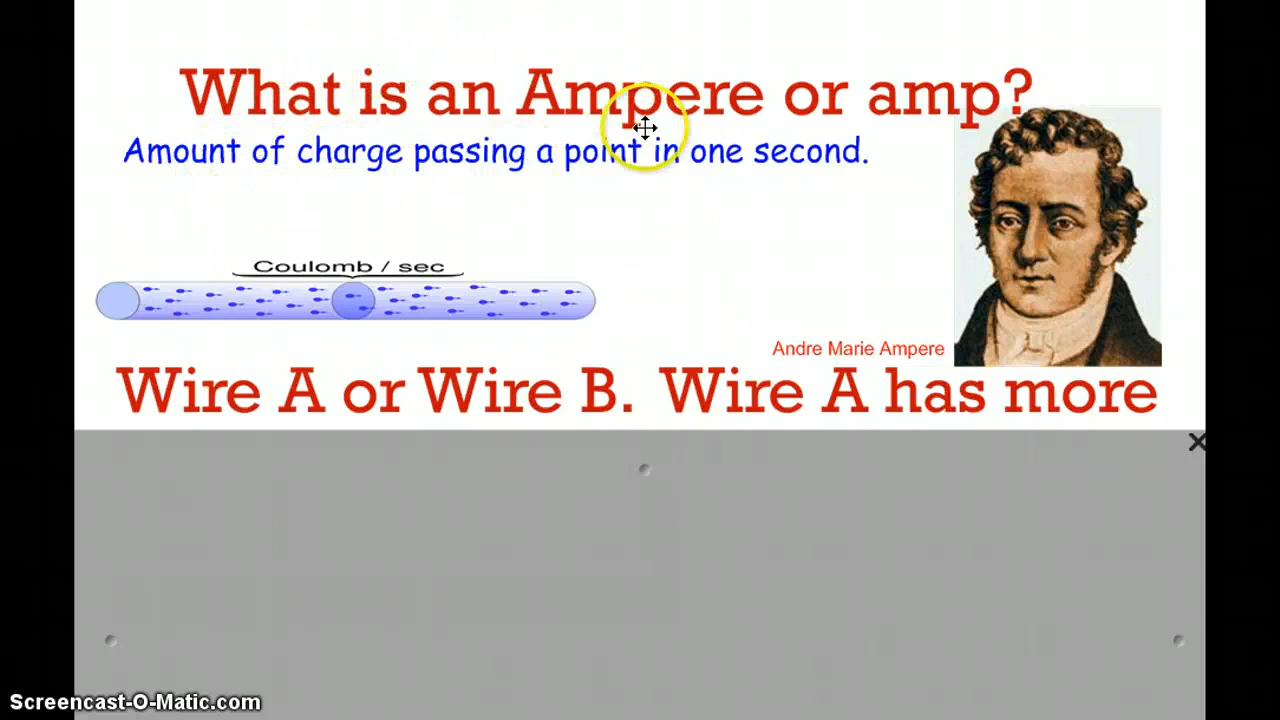 What is an Ampere or amp?
Amount of charge passing a point in one second.
Coulomb / sec
Andre Marie Ampere
Wire A or Wire B. Wire A has more
Screencast-O-Matic.com